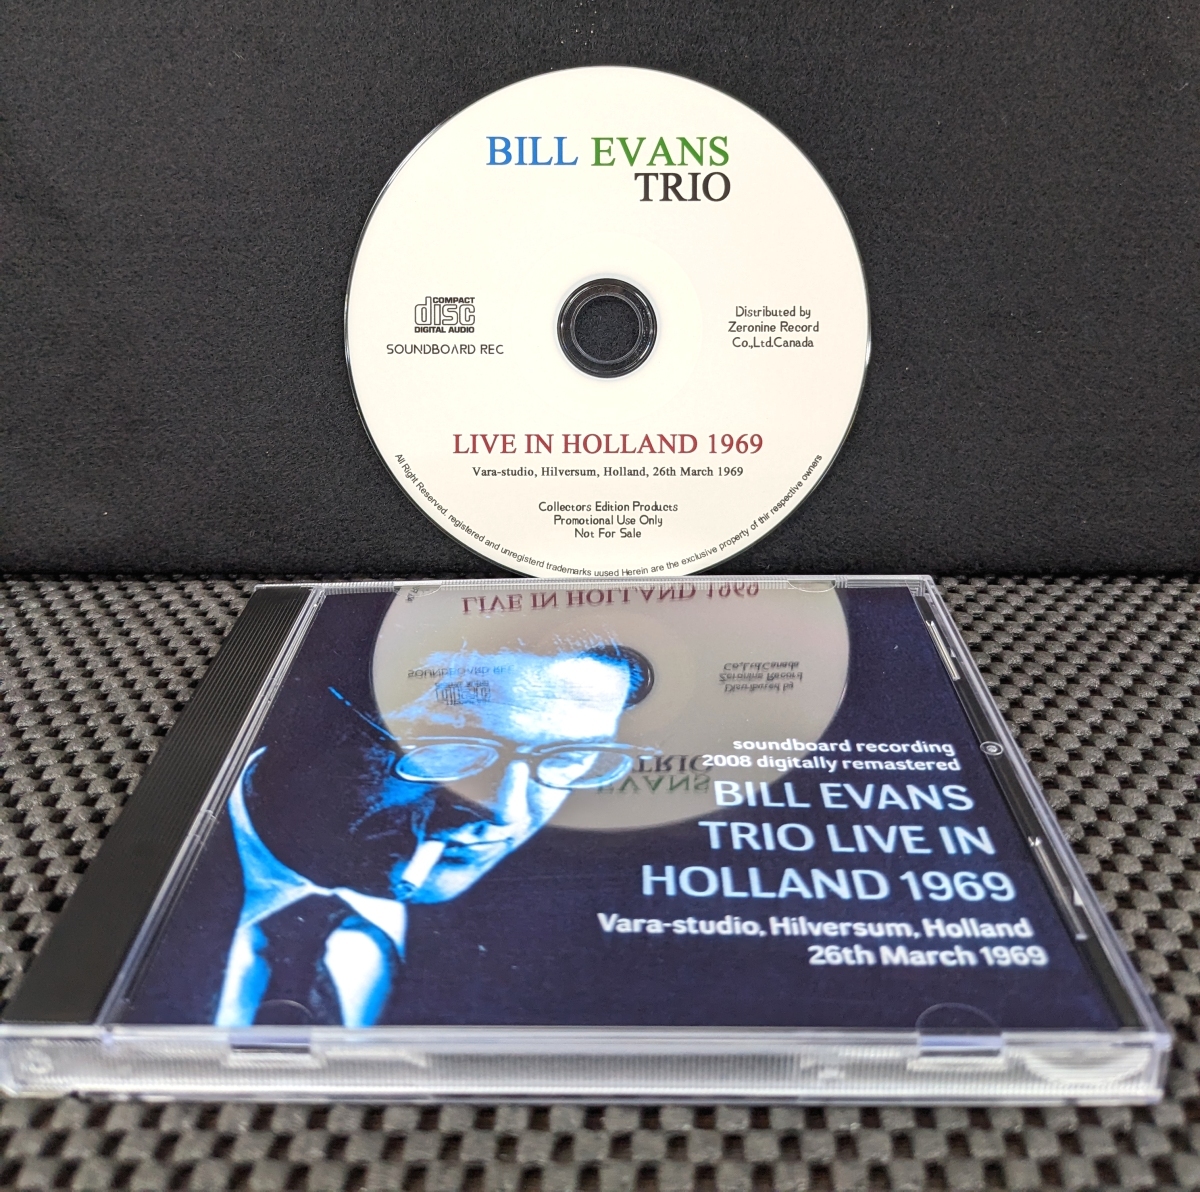 BILL EVANS
TRIO
COMPACT
disc
DIGITAL AUDIO
SOUNDBOARD REC
Distributed by
Zeronine Record
Co.,Ltd.Canada
LIVE IN HOLLAND 1969
Vara-studio, Hilversum, Holland, 26th March 1969
Collectors Edition Products
Promotional Use Only
Not For Sale
All Right Reserved. registered and unregisterd trademarks uused Herein are the exclusive property of thir respective owners
soundboard recording
2008 digitally remastered
BILL EVANS
TRIO LIVE IN
HOLLAND 1969
Vara-studio, Hilversum, Holland
26th March 1969